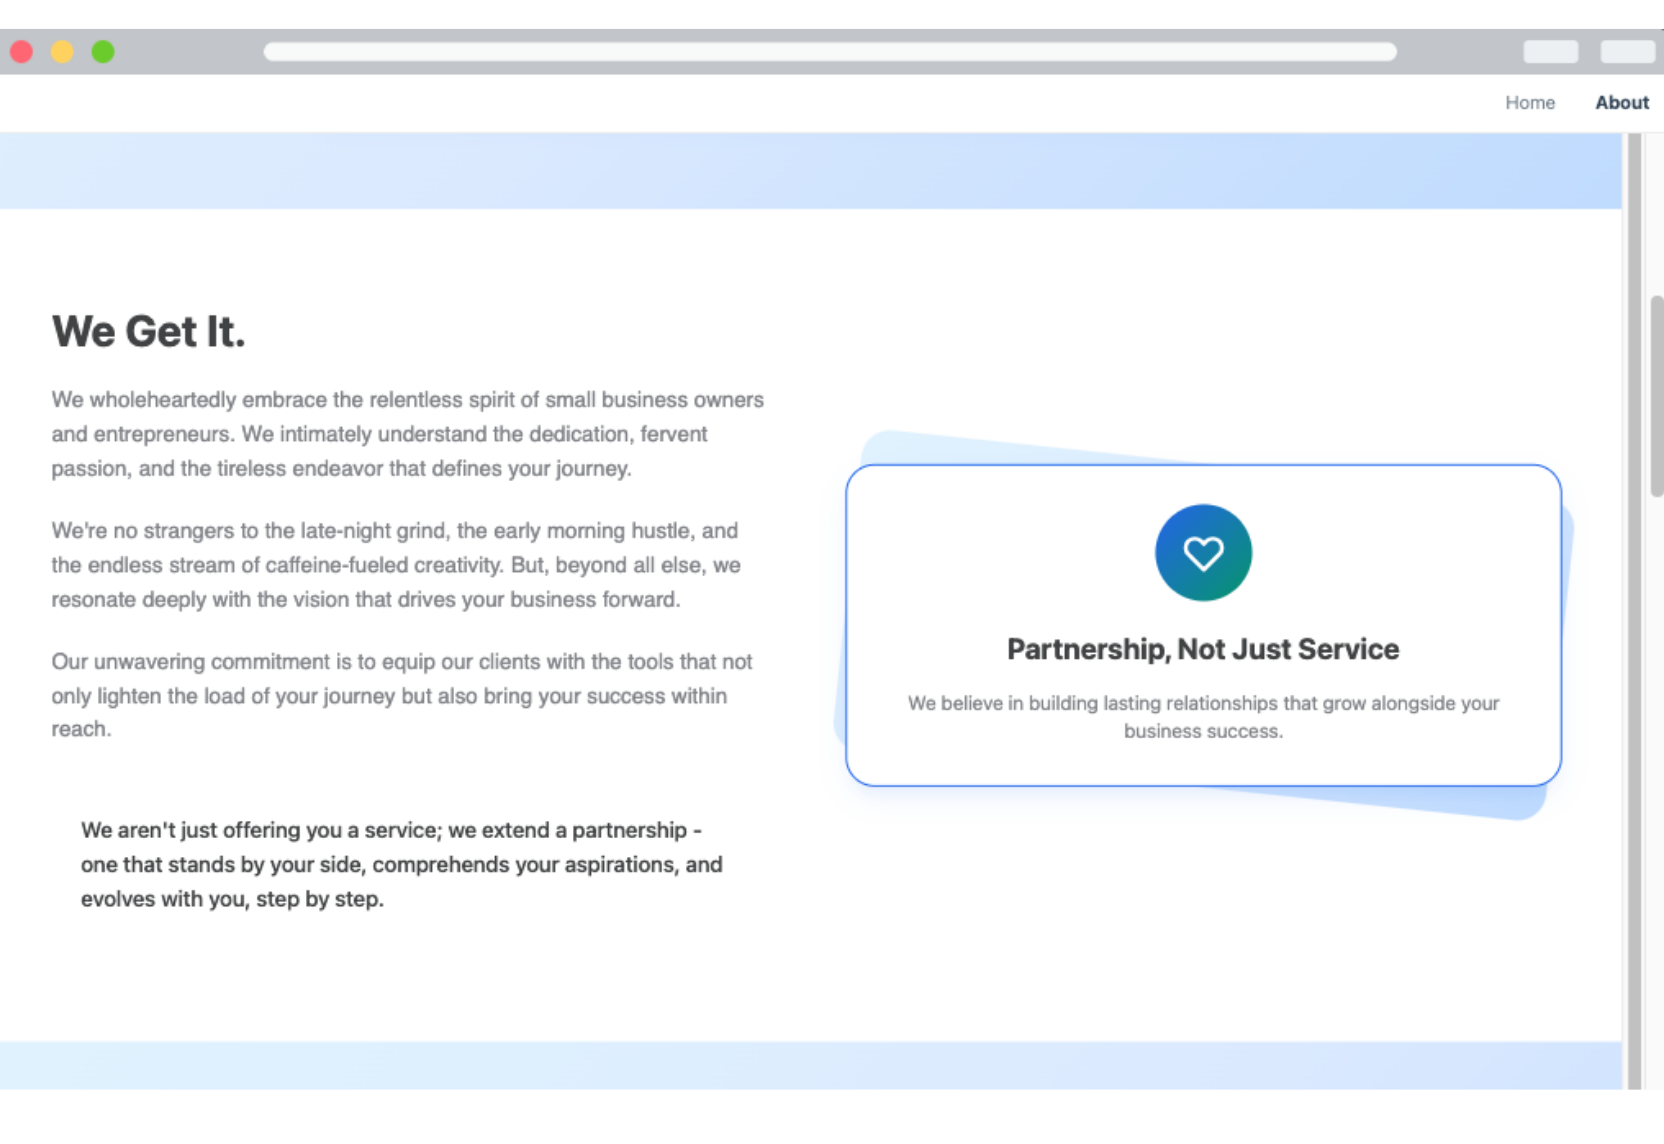 Home About
We Get It.
We wholeheartedly embrace the relentless spirit of small business owners
and entrepreneurs. We intimately understand the dedication, fervent
passion, and the tireless endeavor that defines your journey.
We're no strangers to the late-night grind, the early morning hustle, and
the endless stream of caffeine-fueled creativity. But, beyond all else, we
resonate deeply with the vision that drives your business forward.
Our unwavering commitment is to equip our clients with the tools that not
only lighten the load of your journey but also bring your success within
reach.
We aren't just offering you a service; we extend a partnership -
one that stands by your side, comprehends your aspirations, and
evolves with you, step by step.
Partnership, Not Just Service
We believe in building lasting relationships that grow alongside your
business success.